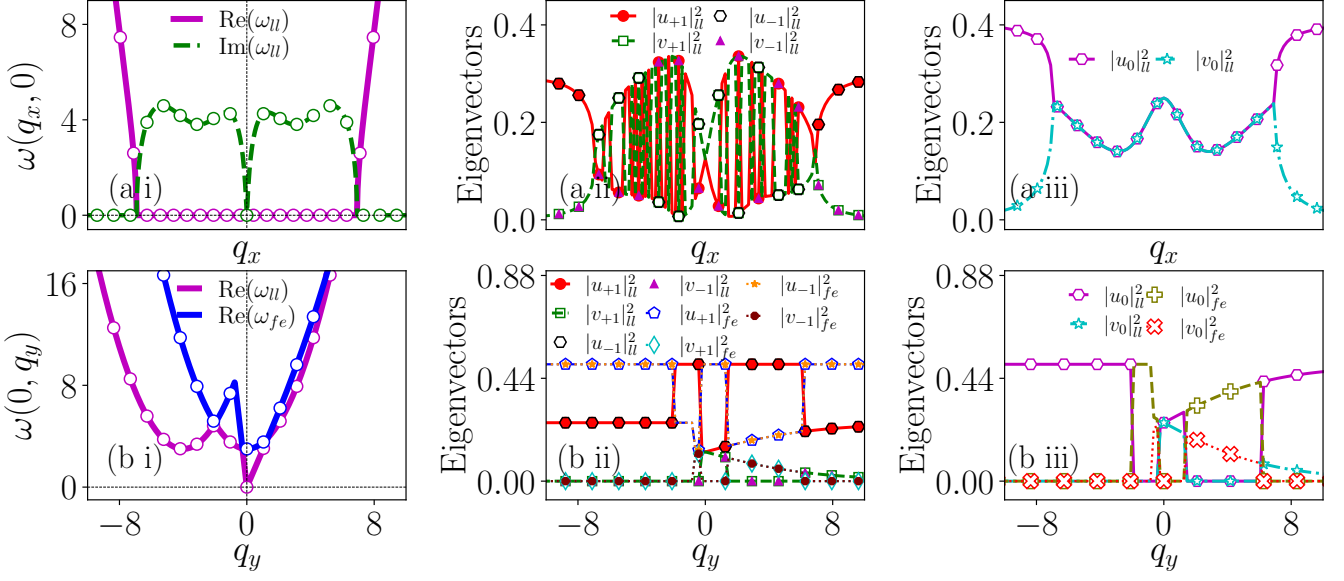 ω(q_x, 0)
8
4
0
Re(ω_ll)
Im(ω_ll)
(a i)
q_x
Eigenvectors
0.4
0.2
0.0
|u_{+1}|²_ll
|v_{+1}|²_ll
|u_{−1}|²_ll
|v_{−1}|²_ll
(a ii)
q_x
Eigenvectors
0.4
0.2
0.0
|u_0|²_ll
|v_0|²_ll
(a iii)
q_x
ω(0, q_y)
16
8
0
Re(ω_ll)
Re(ω_fe)
(b i)
−8 0 8
q_y
Eigenvectors
0.88
0.44
0.00
|u_{+1}|²_ll
|v_{+1}|²_ll
|u_{−1}|²_ll
|v_{−1}|²_ll
|u_{+1}|²_fe
|v_{+1}|²_fe
|u_{−1}|²_fe
|v_{−1}|²_fe
(b ii)
−8 0 8
q_y
Eigenvectors
0.88
0.44
0.00
|u_0|²_ll
|v_0|²_ll
|u_0|²_fe
|v_0|²_fe
(b iii)
−8 0 8
q_y